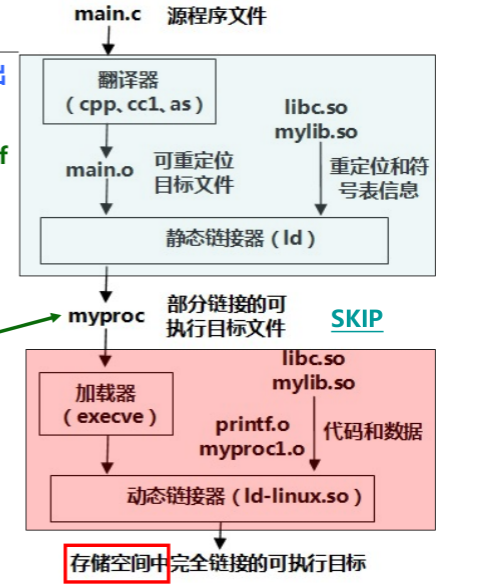 main.c 源程序文件
出
翻译器
（cpp、cc1、as）
libc.so
mylib.so
f
main.o
可重定位
目标文件
重定位和符
号表信息
静态链接器（ld）
myproc
部分链接的可
执行目标文件
SKIP
libc.so
mylib.so
加载器
（execve）
printf.o
myproc1.o
代码和数据
动态链接器（ld-linux.so）
存储空间中完全链接的可执行目标